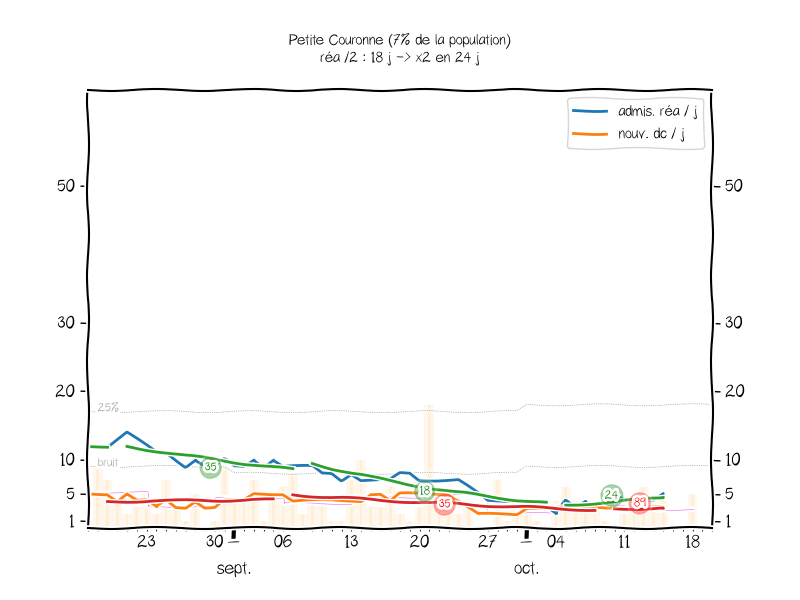 Petite Couronne (7% de la population)
réa /2 : 18 j -> x2 en 24 j
admis. réa / j
nouv. dc / j
50 50
30 30
20 20
25%
10 10
bruit
35
18
24
5 5
35
89
1 1
23 30 06 13 20 27 04 11 18
sept. oct.